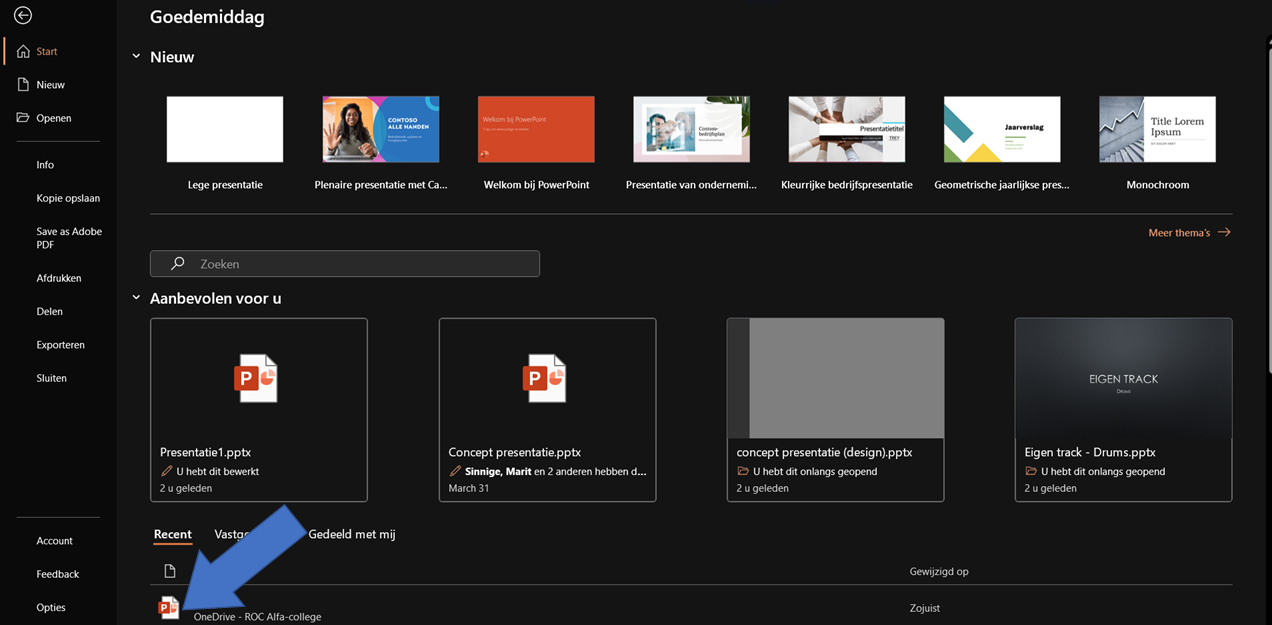 Goedemiddag
Start
Nieuw
Openen
Info
Kopie opslaan
Save as Adobe
PDF
Afdrukken
Delen
Exporteren
Sluiten
Account
Feedback
Opties
Nieuw
CONTOSO
ALLE HANDEN
Welkom bij PowerPoint
Contoso-
bedrijfsplan
Presentatietitel
TREY
Jaarverslag
Title Lorem
Ipsum
Lege presentatie
Plenaire presentatie met Ca...
Welkom bij PowerPoint
Presentatie van ondernemi...
Kleurrijke bedrijfspresentatie
Geometrische jaarlijkse pres...
Monochroom
Meer thema's
Zoeken
Aanbevolen voor u
P
P
EIGEN TRACK
Drums
Presentatie1.pptx
U hebt dit bewerkt
2 u geleden
Concept presentatie.pptx
Sinnige, Marit en 2 anderen hebben d...
March 31
concept presentatie (design).pptx
U hebt dit onlangs geopend
2 u geleden
Eigen track - Drums.pptx
U hebt dit onlangs geopend
2 u geleden
Recent
Gedeeld met mij
Gewijzigd op
P
OneDrive - ROC Alfa-college
Zojuist